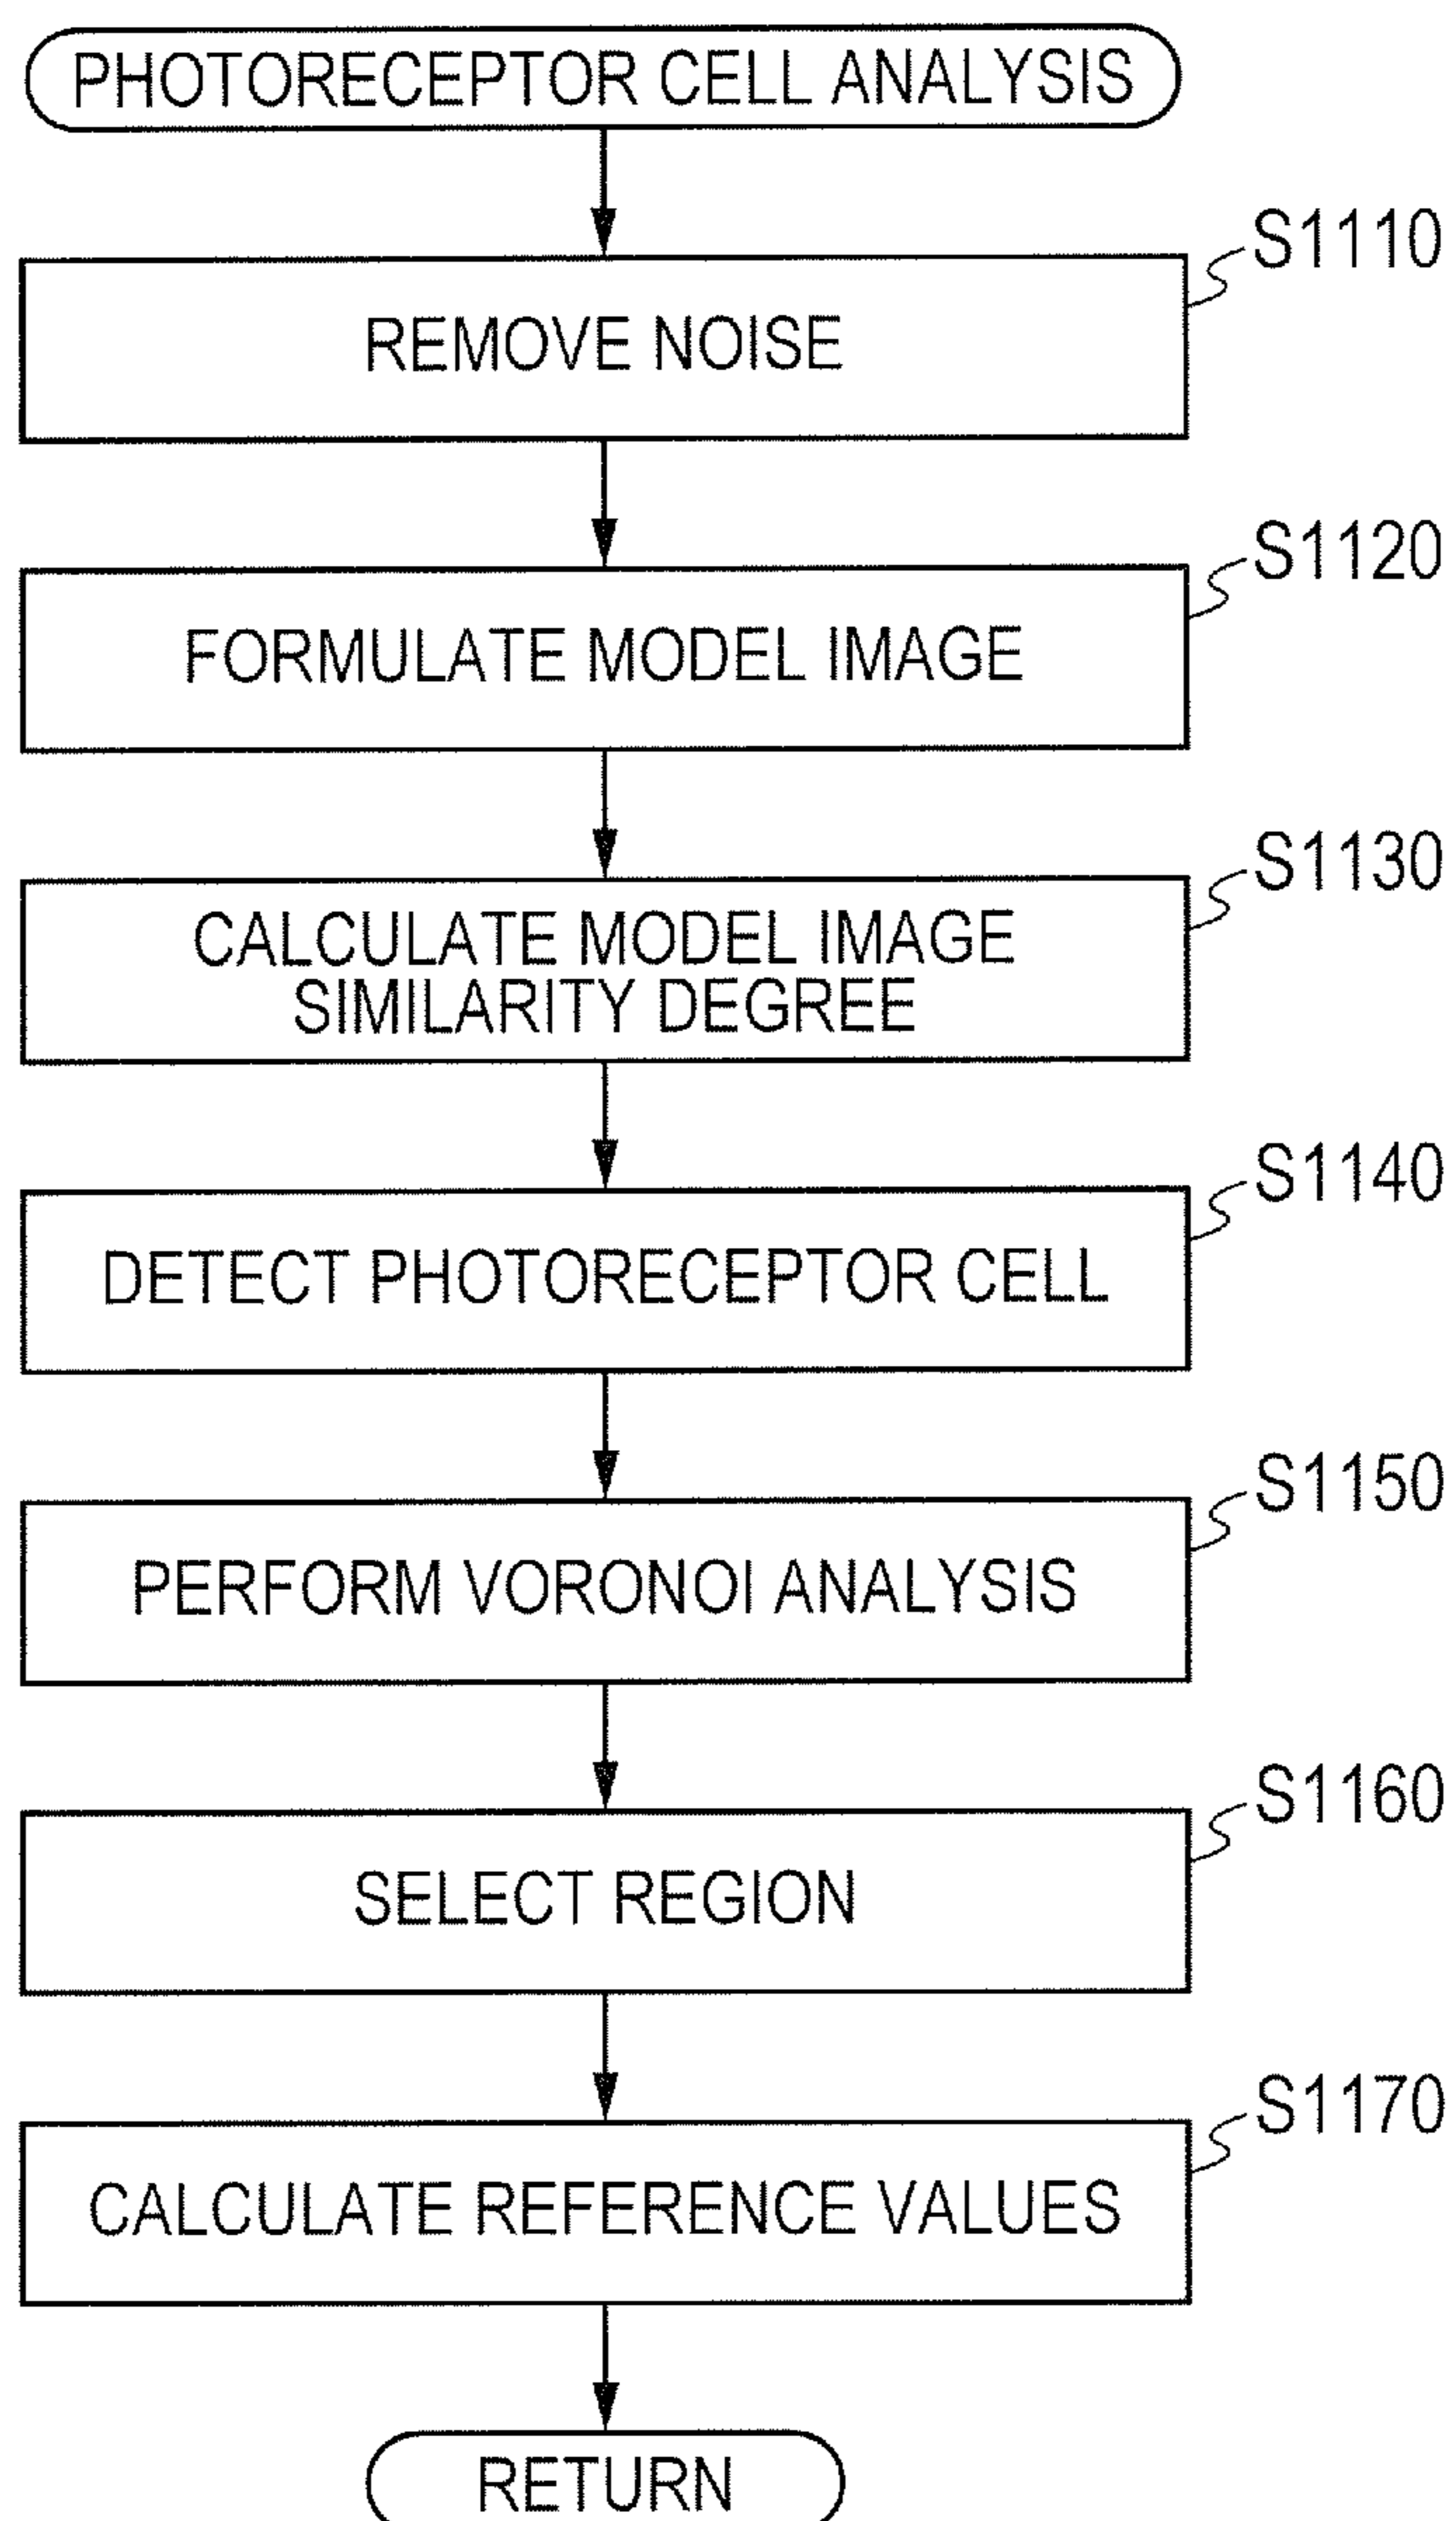 PHOTORECEPTOR CELL ANALYSIS
S1110
REMOVE NOISE
S1120
FORMULATE MODEL IMAGE
S1130
CALCULATE MODEL IMAGE
SIMILARITY DEGREE
S1140
DETECT PHOTORECEPTOR CELL
S1150
PERFORM VORONOI ANALYSIS
S1160
SELECT REGION
S1170
CALCULATE REFERENCE VALUES
RETURN